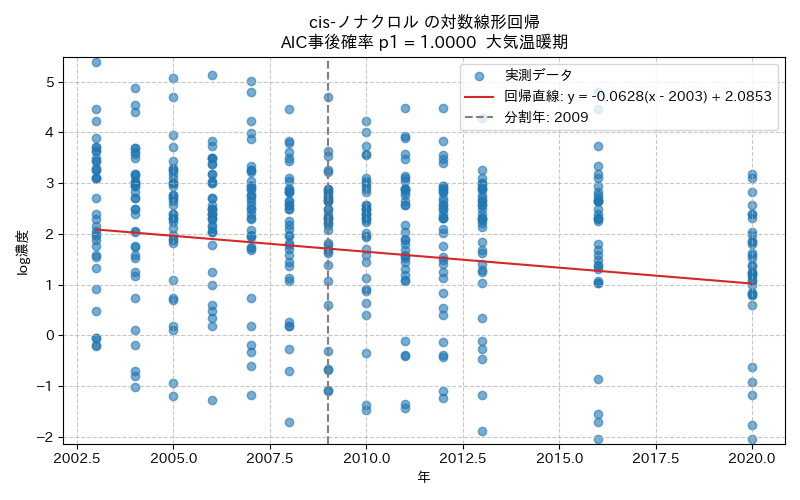 cis-ノナクロル の対数線形回帰
AIC事後確率 p1 = 1.0000 大気温暖期
実測データ
回帰直線: y = -0.0628(x - 2003) + 2.0853
分割年: 2009
log濃度
5
4
3
2
1
0
−1
−2
2002.5 2005.0 2007.5 2010.0 2012.5 2015.0 2017.5 2020.0
年